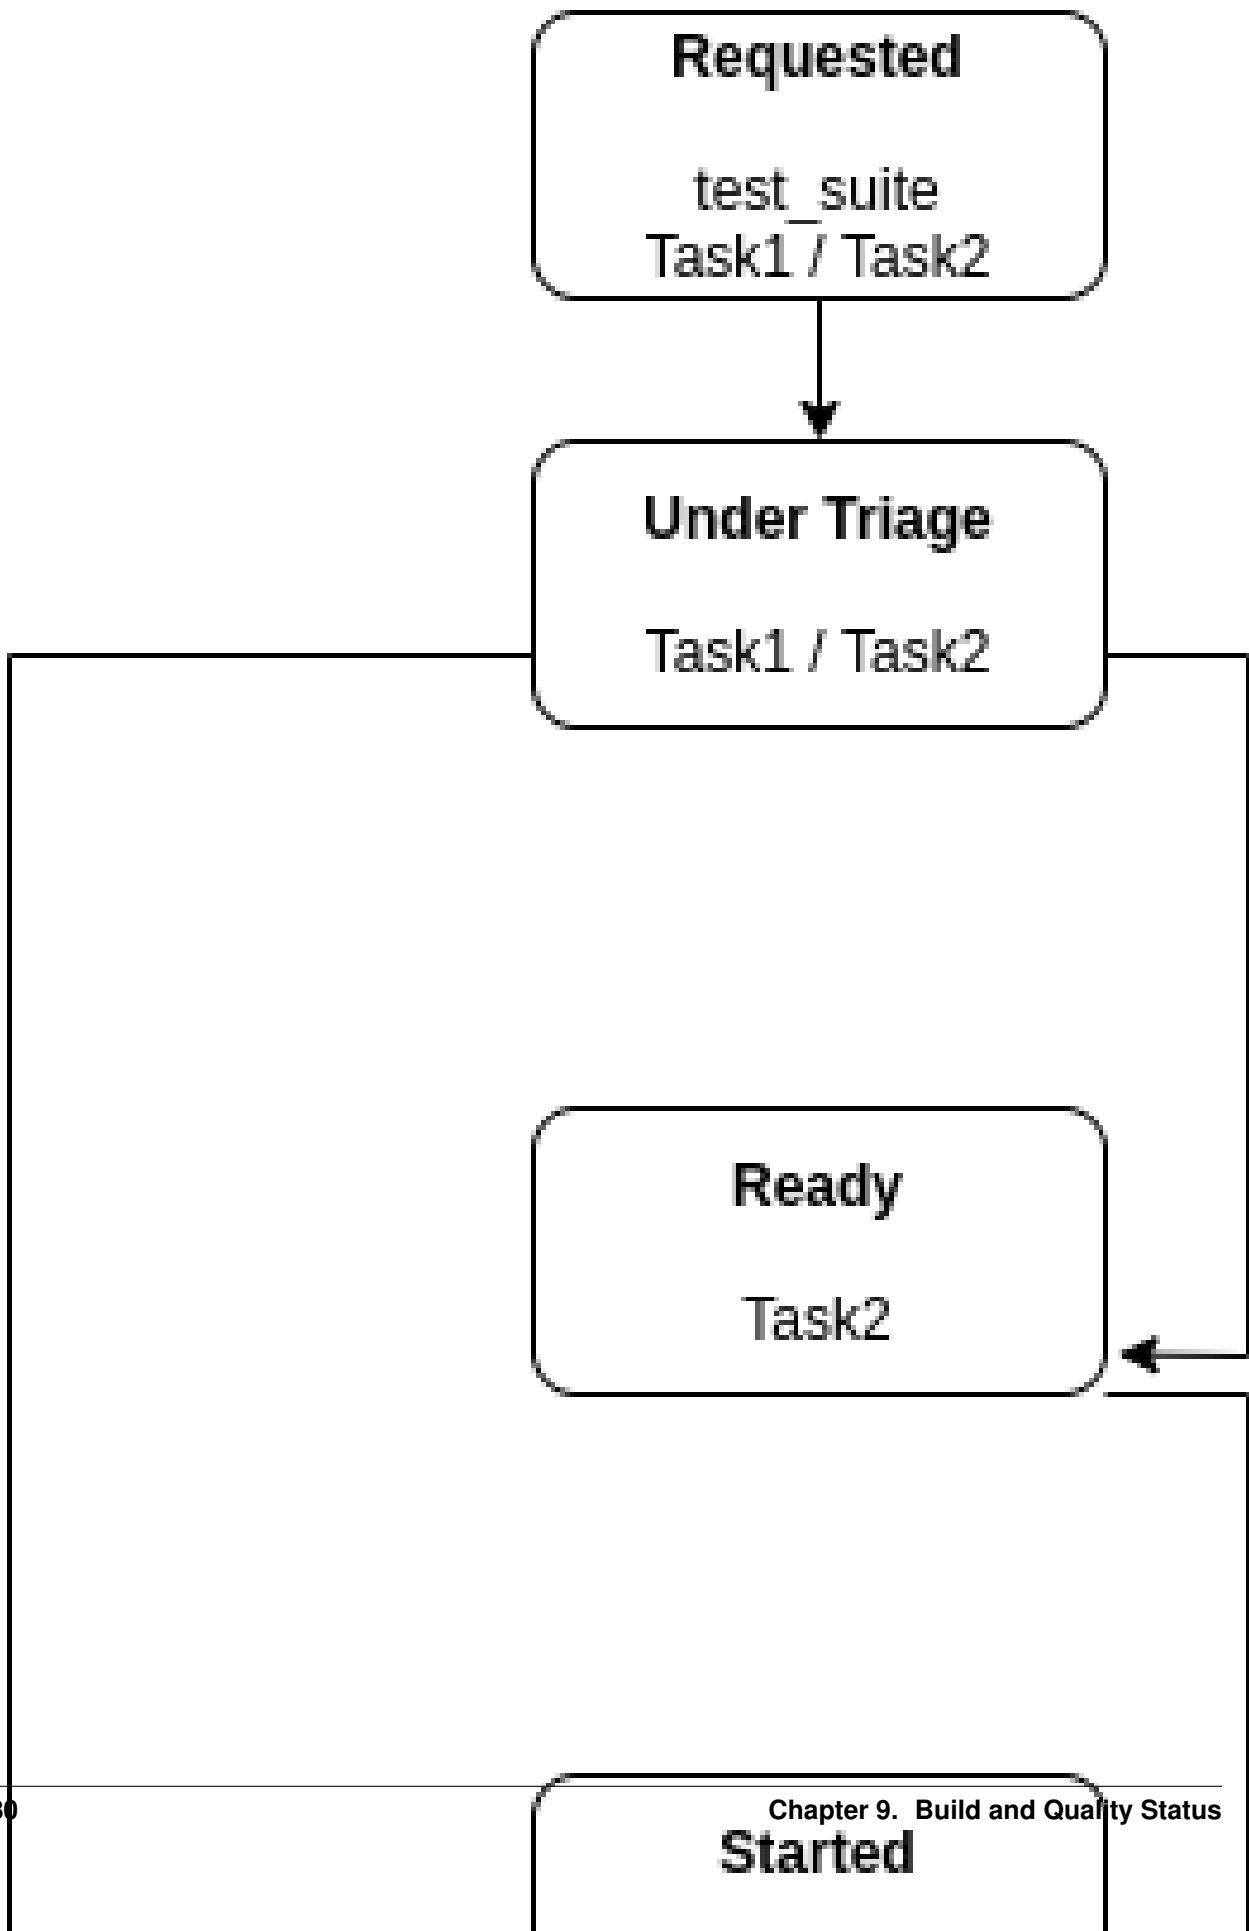 Requested
test_suite
Task1 / Task2
Under Triage
Task1 / Task2
Ready
Task2
Chapter 9. Build and Quality Status
Started